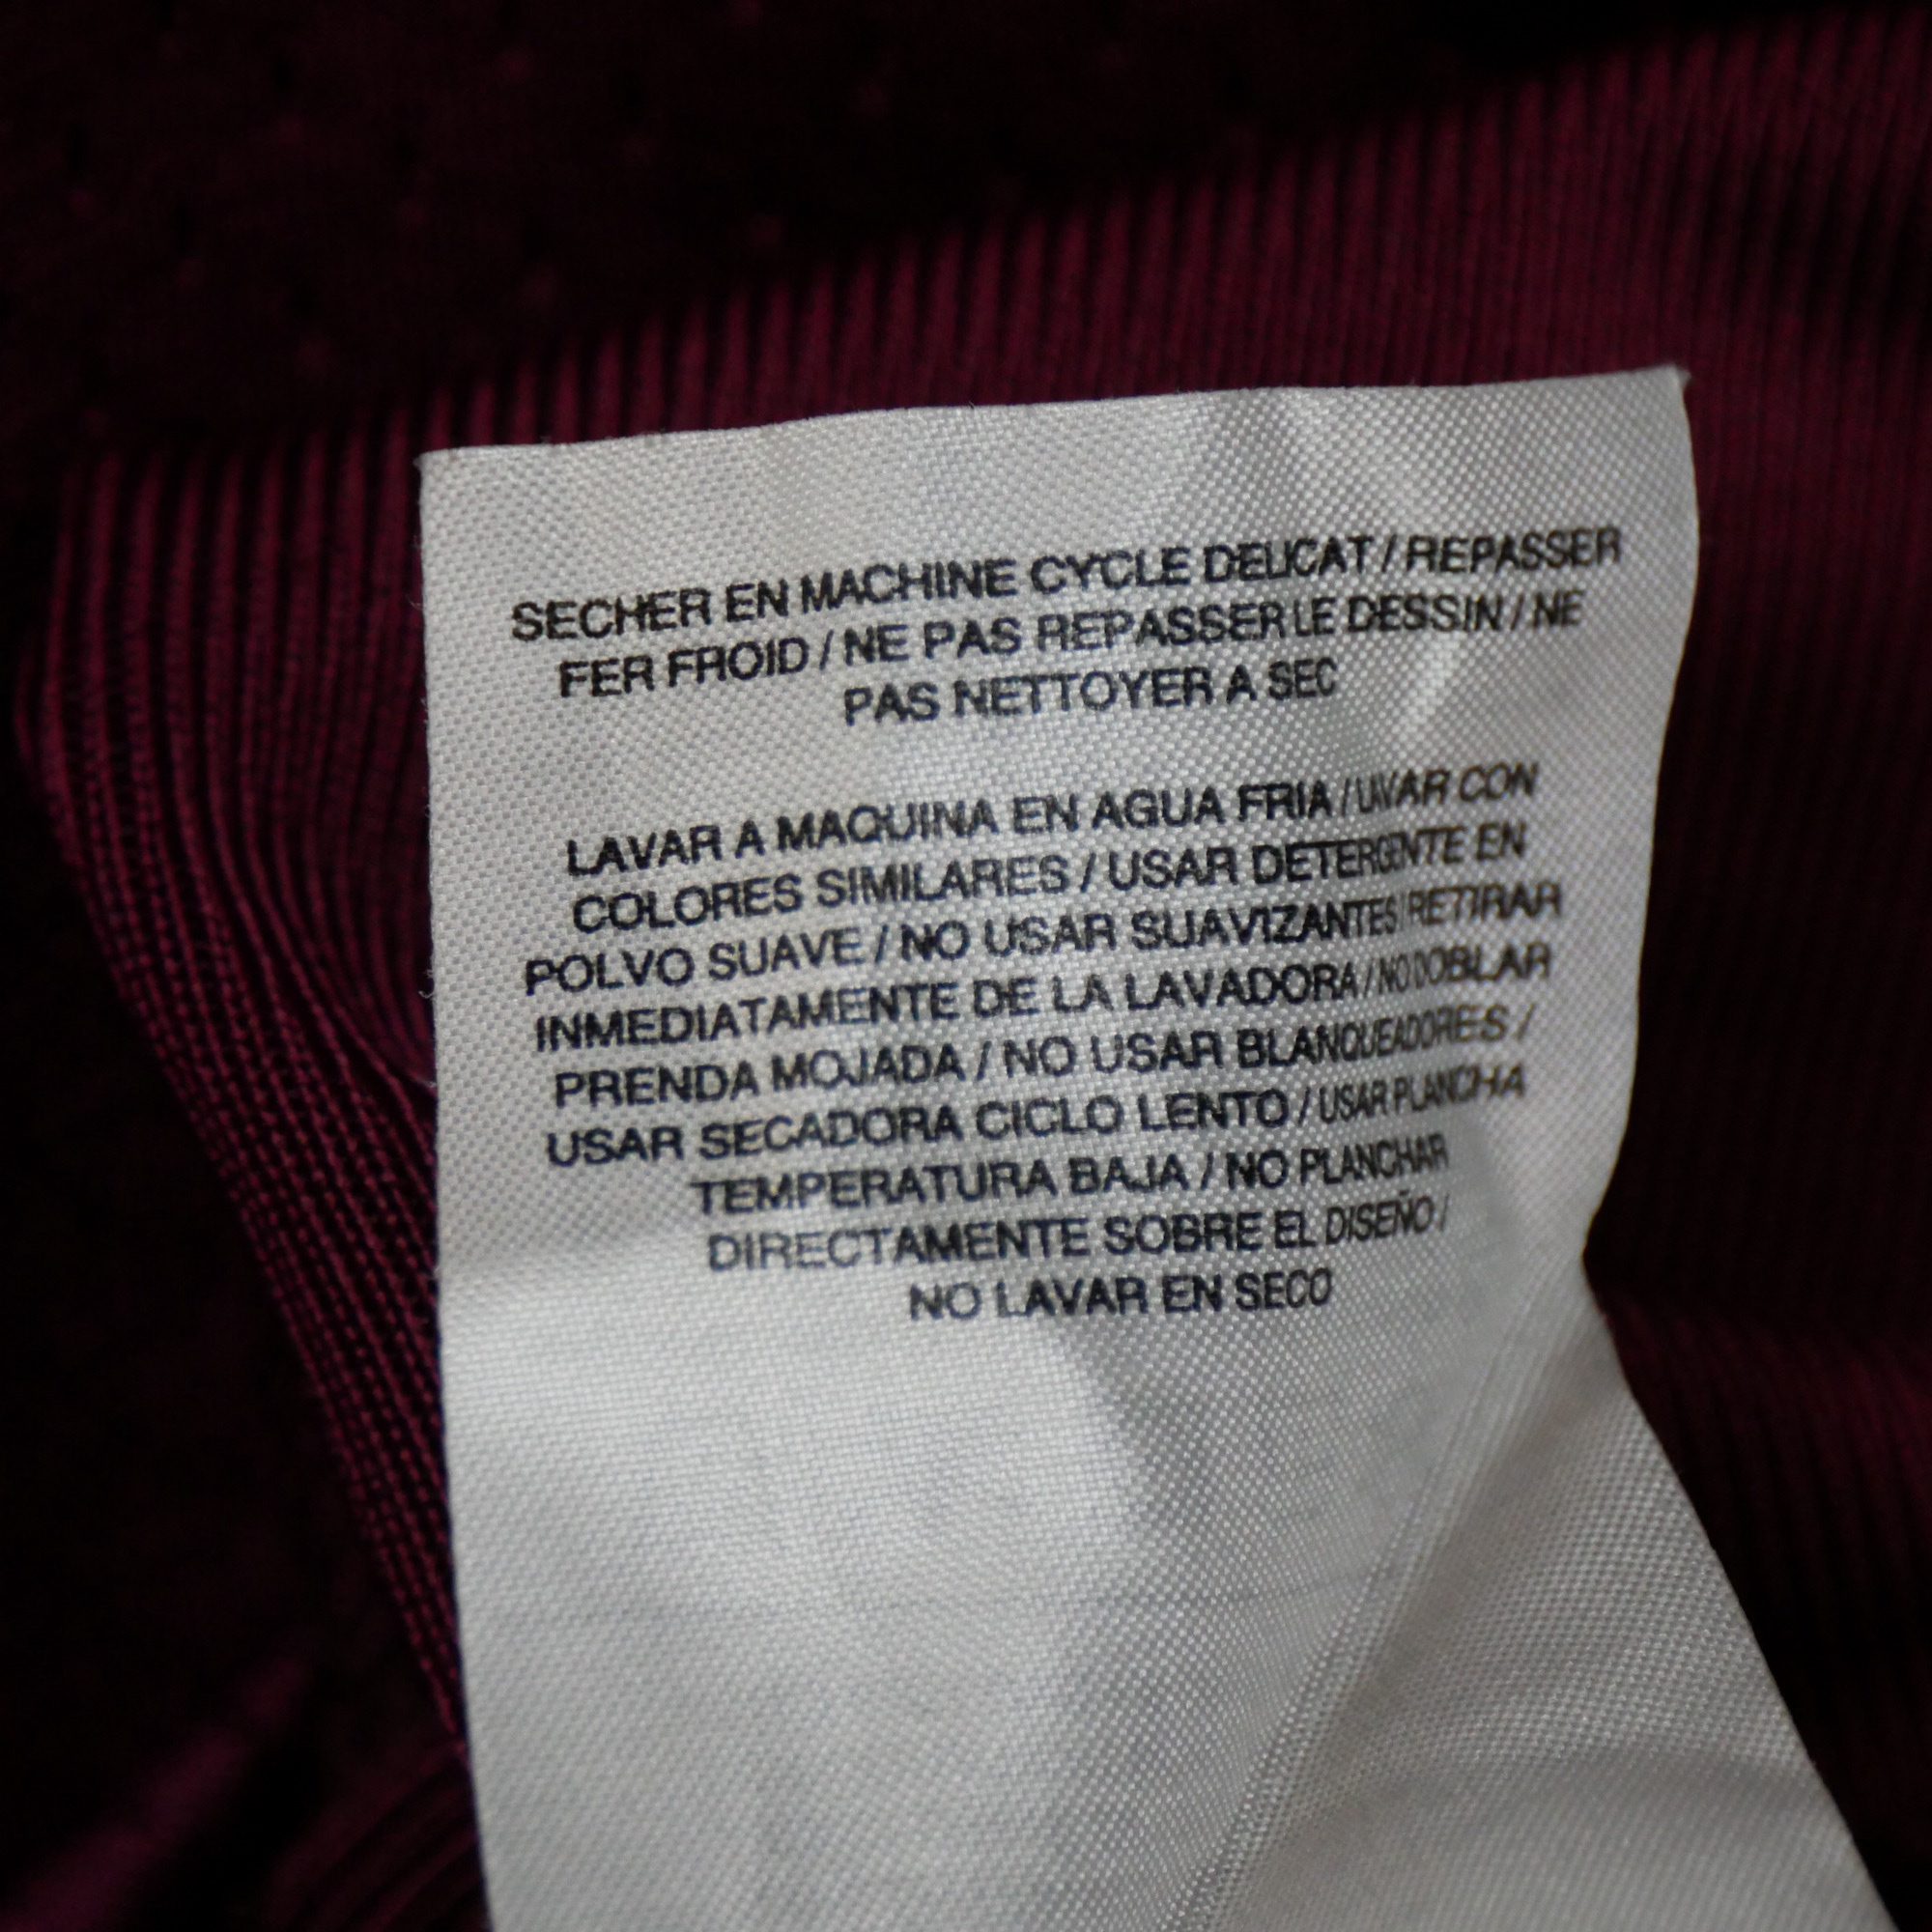 SECHER EN MACHINE CYCLE DELICAT / REPASSER
FER FROID / NE PAS REPASSER LE DESSIN / NE
PAS NETTOYER A SEC
LAVAR A MAQUINA EN AGUA FRIA / LAVAR CON
COLORES SIMILARES / USAR DETERGENTE EN
POLVO SUAVE / NO USAR SUAVIZANTES / RETIRAR
INMEDIATAMENTE DE LA LAVADORA / NO DOBLAR
PRENDA MOJADA / NO USAR BLANQUEADORES /
USAR SECADORA CICLO LENTO / USAR PLANCHA
TEMPERATURA BAJA / NO PLANCHAR
DIRECTAMENTE SOBRE EL DISEÑO /
NO LAVAR EN SECO